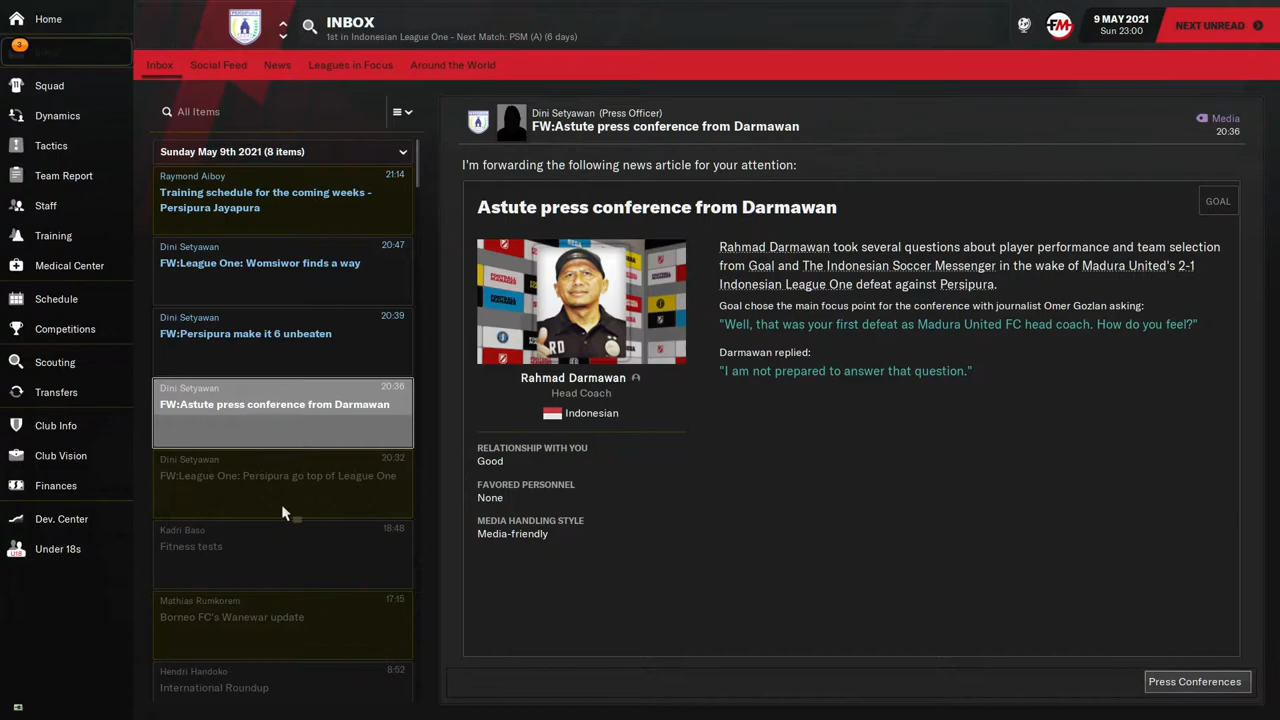 Home
INBOX
1st in Indonesian League One - Next Match: PSM (A) (6 days)
9 MAY 2021
Sun 23:00
NEXT UNREAD
3
Inbox
Social Feed
News
Leagues in Focus
Around the World
Squad
Dynamics
Tactics
Team Report
Staff
Training
Medical Center
Schedule
Competitions
Scouting
Transfers
Club Info
Club Vision
Finances
Dev. Center
Under 18s
All Items
Sunday May 9th 2021 (8 items)
Raymond Aiboy 21:14
Training schedule for the coming weeks -
Persipura Jayapura
Dini Setyawan 20:47
FW:League One: Womsiwor finds a way
Dini Setyawan 20:39
FW:Persipura make it 6 unbeaten
Dini Setyawan 20:36
FW:Astute press conference from Darmawan
Dini Setyawan 20:32
FW:League One: Persipura go top of League One
Kadri Baso 18:48
Fitness tests
Mathias Rumkorem 17:15
Borneo FC's Wanewar update
Hendri Handoko 8:52
International Roundup
Dini Setyawan (Press Officer)
FW:Astute press conference from Darmawan
Media
20:36
I'm forwarding the following news article for your attention:
Astute press conference from Darmawan
GOAL
RD
Rahmad Darmawan
Head Coach
Indonesian
RELATIONSHIP WITH YOU
Good
FAVORED PERSONNEL
None
MEDIA HANDLING STYLE
Media-friendly
Rahmad Darmawan took several questions about player performance and team selection
from Goal and The Indonesian Soccer Messenger in the wake of Madura United's 2-1
Indonesian League One defeat against Persipura.
Goal chose the main focus point for the conference with journalist Omer Gozlan asking:
"Well, that was your first defeat as Madura United FC head coach. How do you feel?"
Darmawan replied:
"I am not prepared to answer that question."
Press Conferences